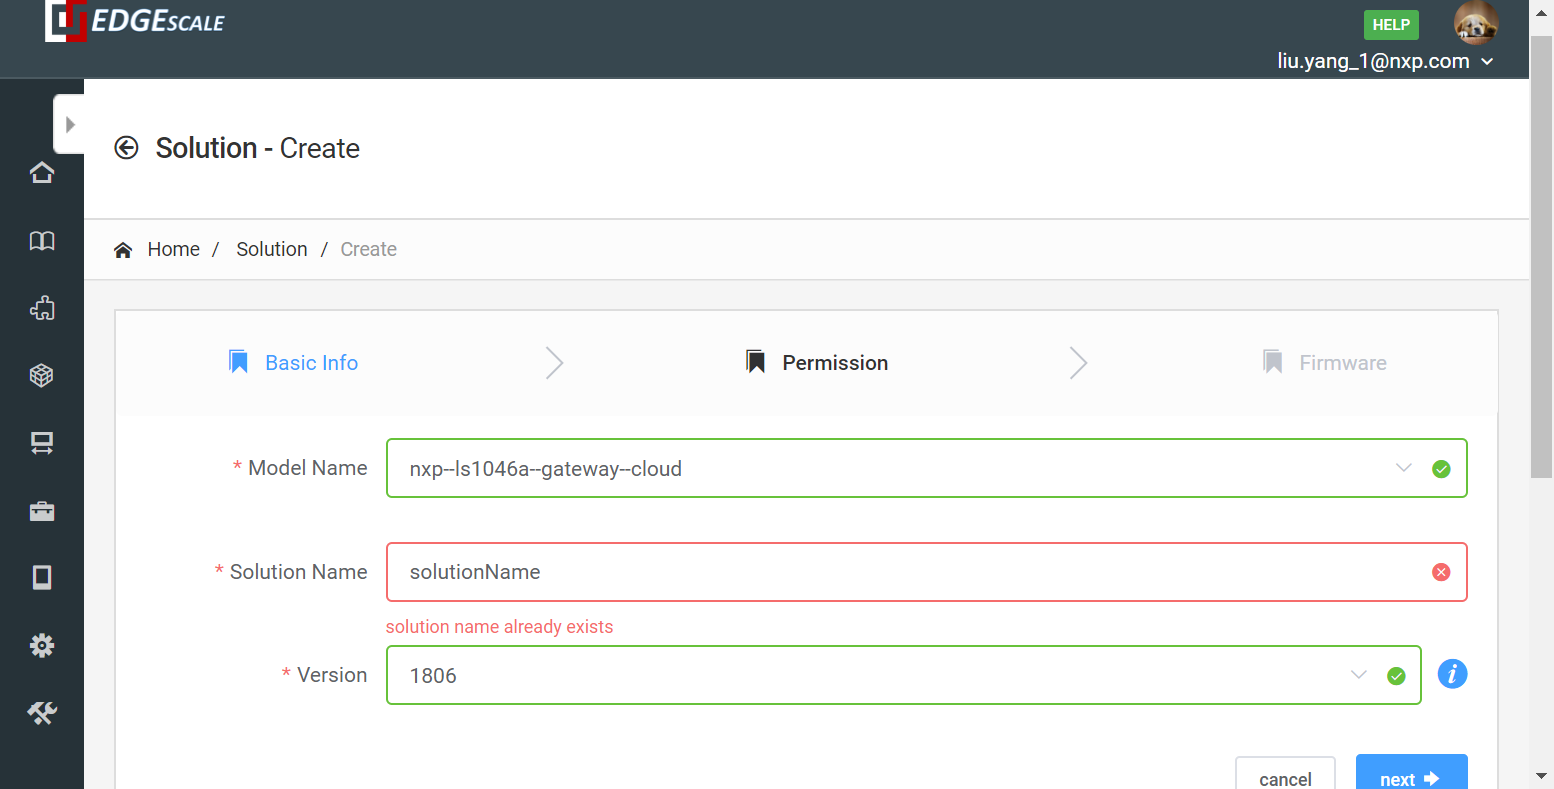 EDGESCALE
HELP
liu.yang_1@nxp.com
Solution - Create
Home / Solution / Create
Basic Info
Permission
Firmware
* Model Name
nxp--ls1046a--gateway--cloud
* Solution Name
solutionName
solution name already exists
* Version
1806
i
cancel
next